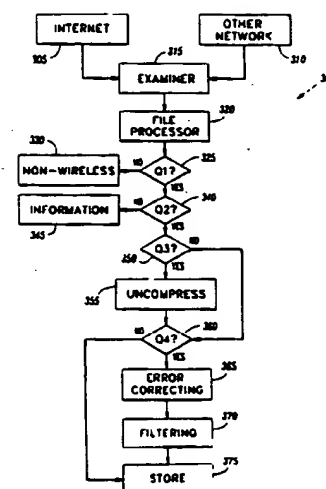 INTERNET
OTHER NETWORK
305
315
310
EXAMINER
3
320
FILE PROCESSOR
330
325
NON-WIRELESS
NO
Q1?
YES
340
INFORMATION
NO
Q2?
345
YES
Q3?
NO
350
YES
355
UNCOMPRESS
NO
360
Q4?
YES
365
ERROR CORRECTING
370
FILTERING
375
STORE